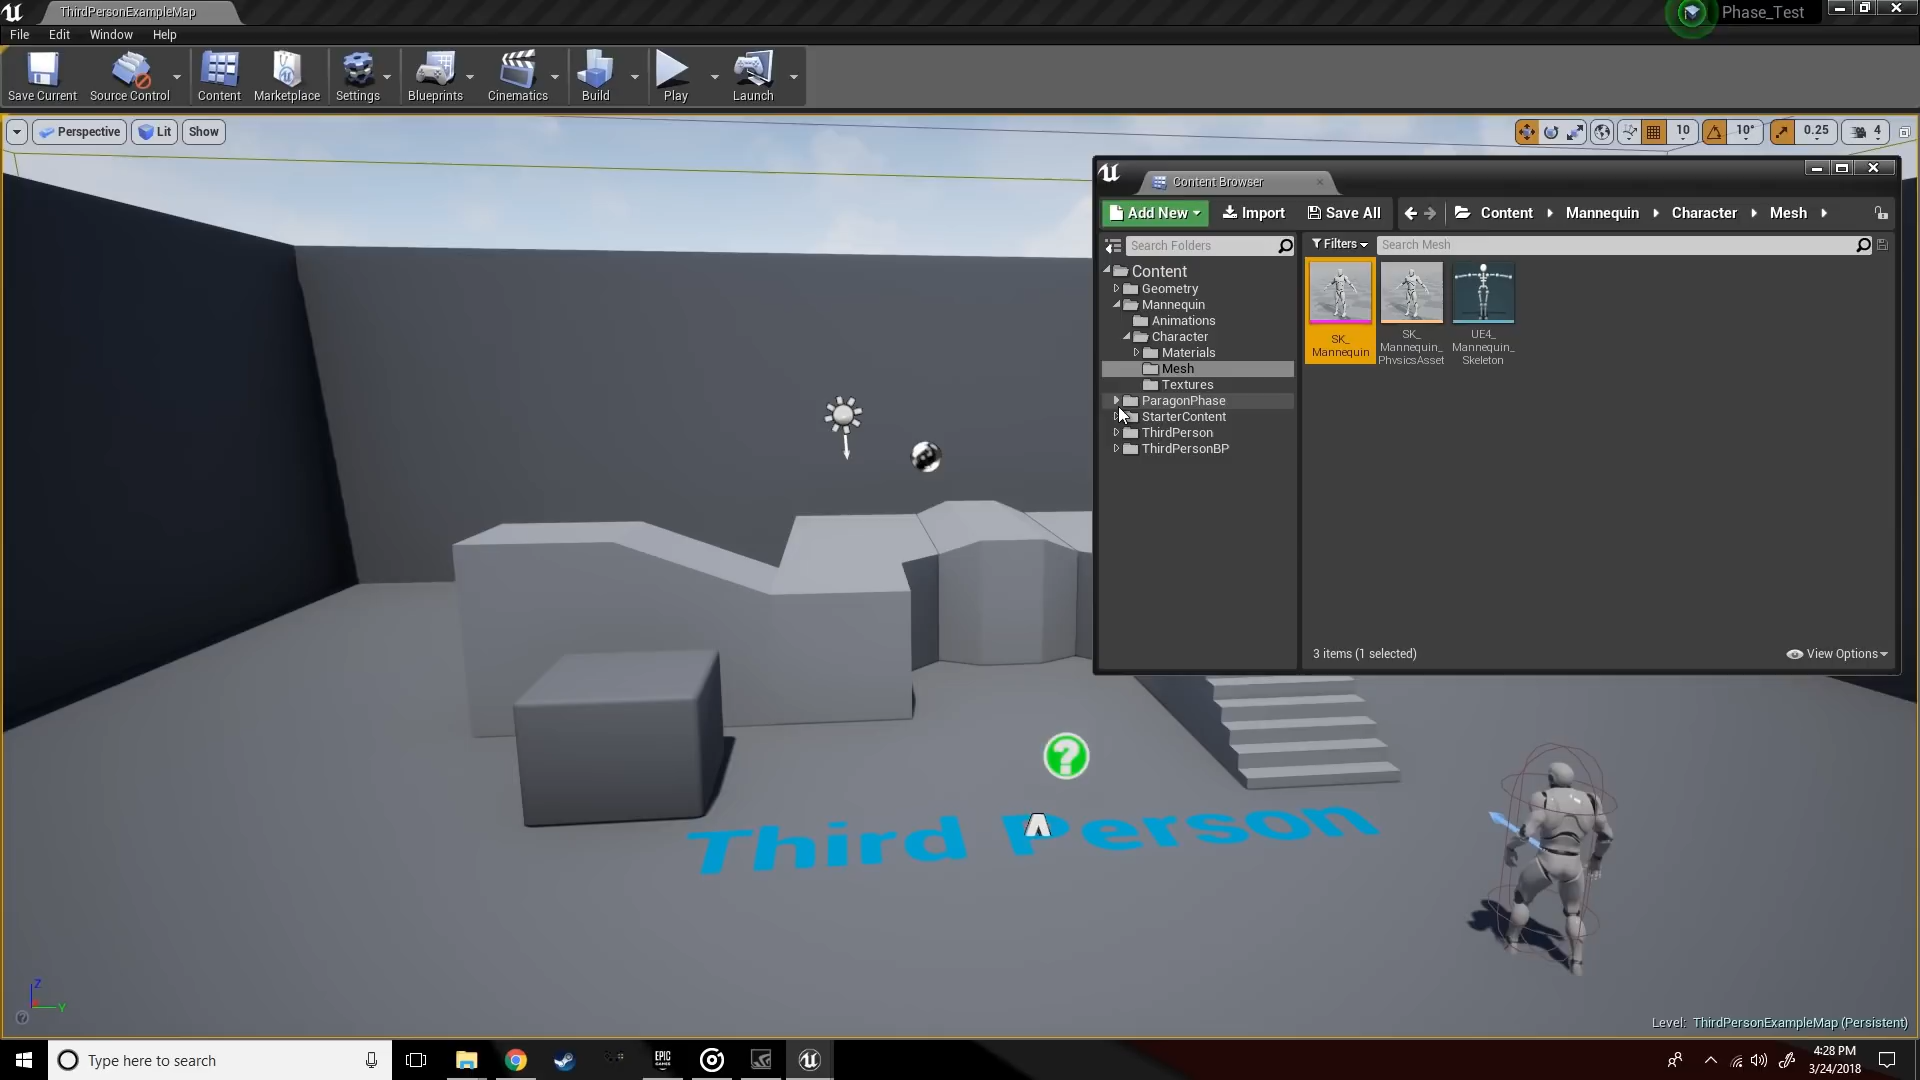 ThirdPersonExampleMap
Phase_Test
File Edit Window Help
Save Current Source Control Content Marketplace Settings Blueprints Cinematics Build Play Launch
Perspective Lit Show
10 10° 0.25 4
Content Browser
Add New Import Save All Content Mannequin Character Mesh
Search Folders
Filters Search Mesh
Content
Geometry
Mannequin
Animations
Character
Materials
Mesh
Textures
ParagonPhase
StarterContent
ThirdPerson
ThirdPersonBP
SK_
Mannequin
SK_
Mannequin_
PhysicsAsset
UE4_
Mannequin_
Skeleton
3 items (1 selected)
View Options
?
Third Person
Z
Y
Level: ThirdPersonExampleMap (Persistent)
Type here to search
EPIC
GAMES
4:28 PM
3/24/2018